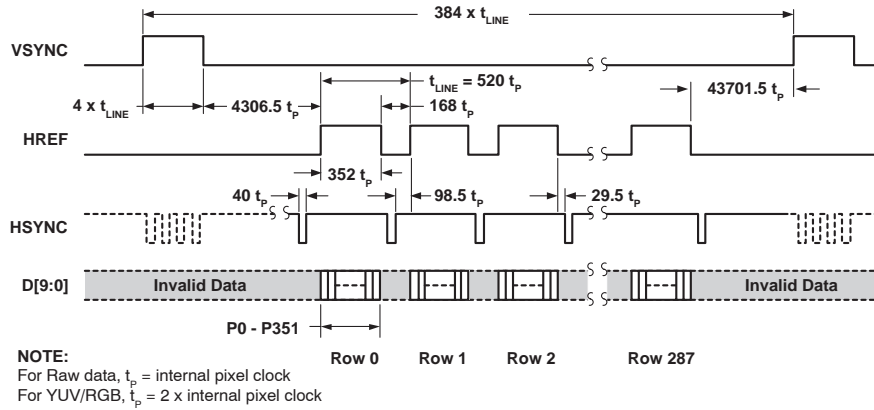 384 x tLINE
VSYNC
tLINE = 520 tP
4 x tLINE
4306.5 tP
168 tP
43701.5 tP
HREF
352 tP
40 tP
98.5 tP
29.5 tP
HSYNC
D[9:0]
Invalid Data
Invalid Data
P0 - P351
Row 0
Row 1
Row 2
Row 287
NOTE:
For Raw data, tP = internal pixel clock
For YUV/RGB, tP = 2 x internal pixel clock